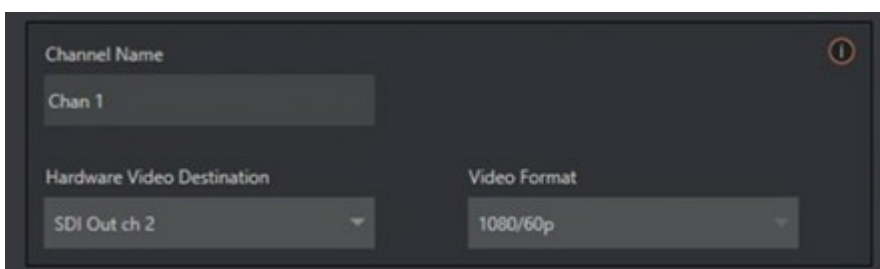 Channel Name
Chan 1
Hardware Video Destination
Video Format
SDI Out ch 2
1080/60p